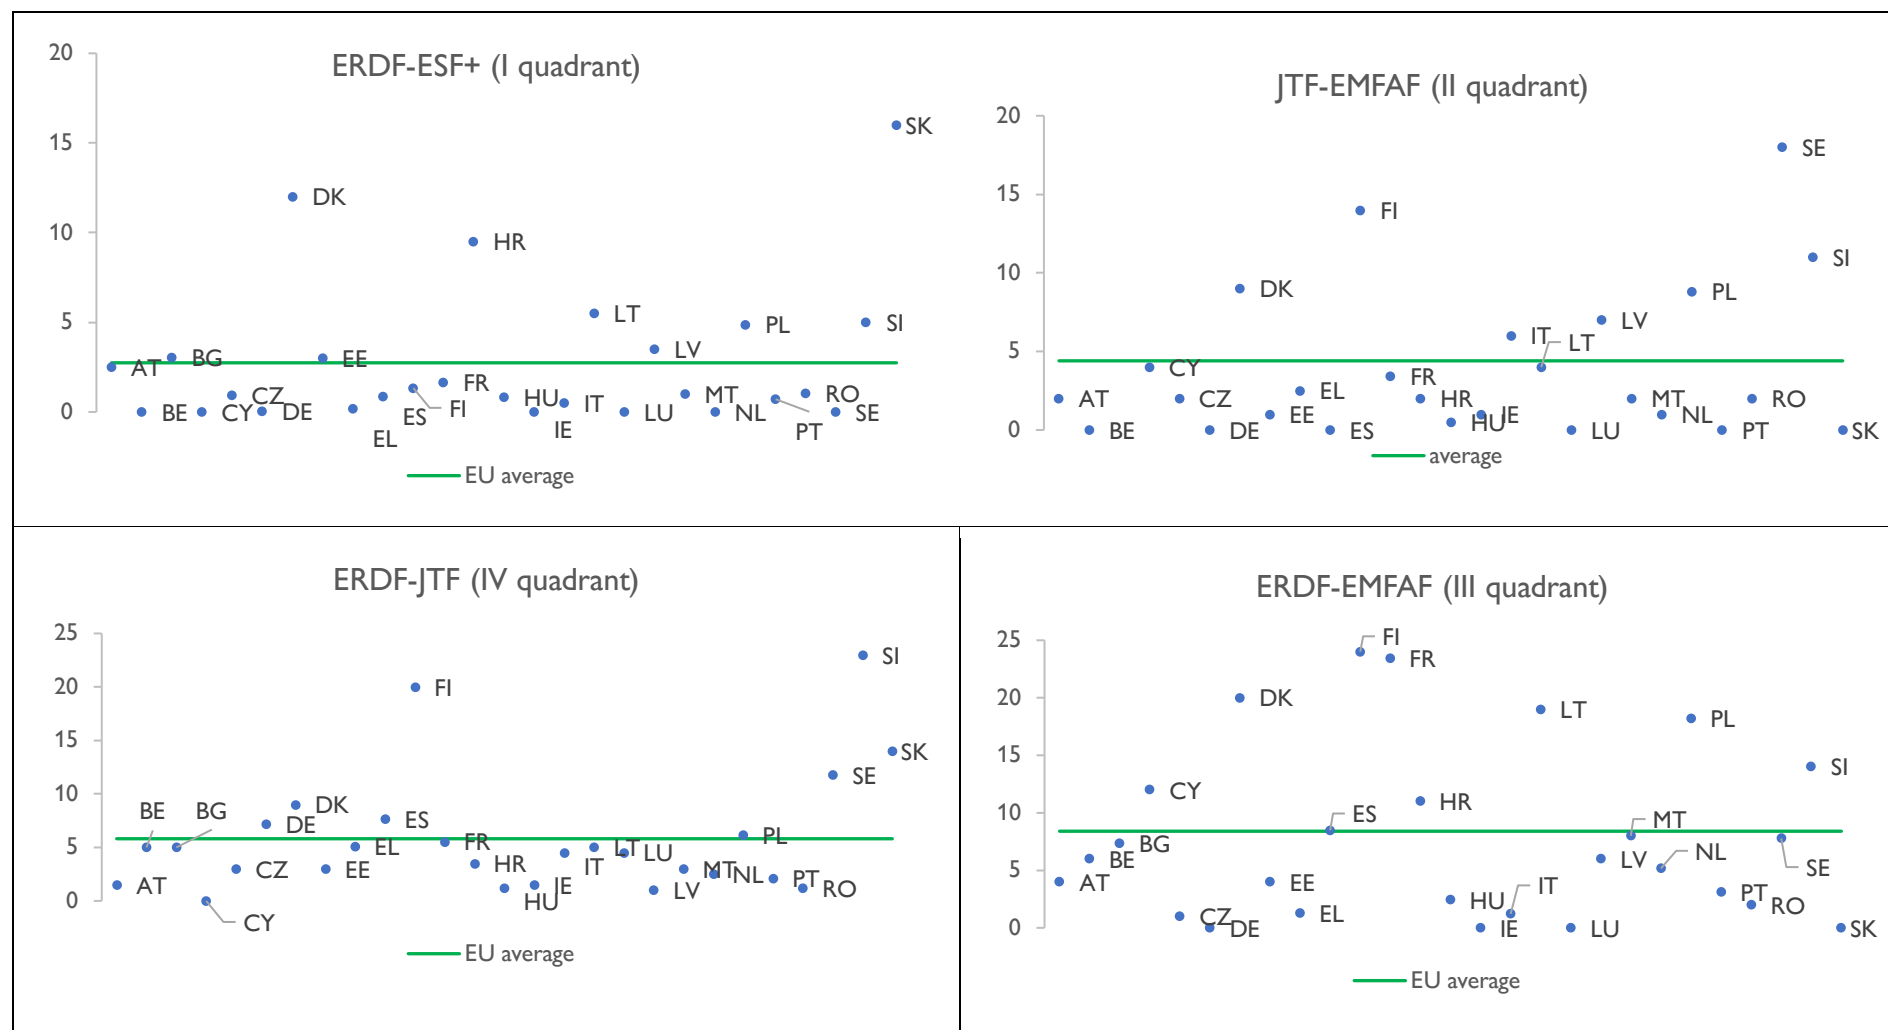 ERDF-ESF+ (I quadrant)
20
15
10
5
0
AT
BE
BG
CY
CZ
DE
DK
EE
EL
ES
FI
FR
HR
HU
IE
IT
LT
LU
LV
MT
NL
PL
PT
RO
SE
SI
SK
EU average
JTF-EMFAF (II quadrant)
20
15
10
5
0
AT
BE
CY
CZ
DE
DK
EE
EL
ES
FI
FR
HR
HU
IE
IT
LT
LU
LV
MT
NL
PL
PT
RO
SE
SI
SK
average
ERDF-JTF (IV quadrant)
25
20
15
10
5
0
AT
BE
BG
CY
CZ
DE
DK
EE
EL
ES
FI
FR
HR
HU
IE
IT
LT
LU
LV
MT
NL
PL
PT
RO
SE
SI
SK
EU average
ERDF-EMFAF (III quadrant)
25
20
15
10
5
0
AT
BE
BG
CY
CZ
DE
DK
EE
EL
ES
FI
FR
HR
HU
IE
IT
LT
LU
LV
MT
NL
PL
PT
RO
SE
SI
SK
EU average